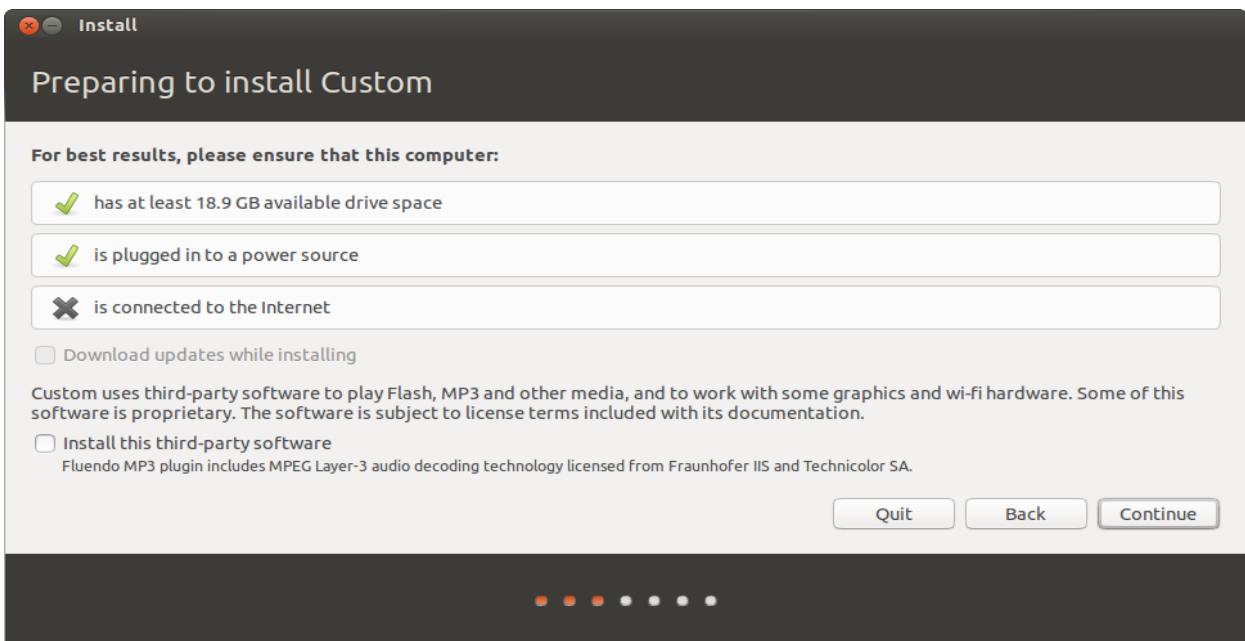 Install
Preparing to install Custom
For best results, please ensure that this computer:
has at least 18.9 GB available drive space
is plugged in to a power source
is connected to the Internet
Download updates while installing
Custom uses third-party software to play Flash, MP3 and other media, and to work with some graphics and wi-fi hardware. Some of this
software is proprietary. The software is subject to license terms included with its documentation.
Install this third-party software
Fluendo MP3 plugin includes MPEG Layer-3 audio decoding technology licensed from Fraunhofer IIS and Technicolor SA.
Quit Back Continue